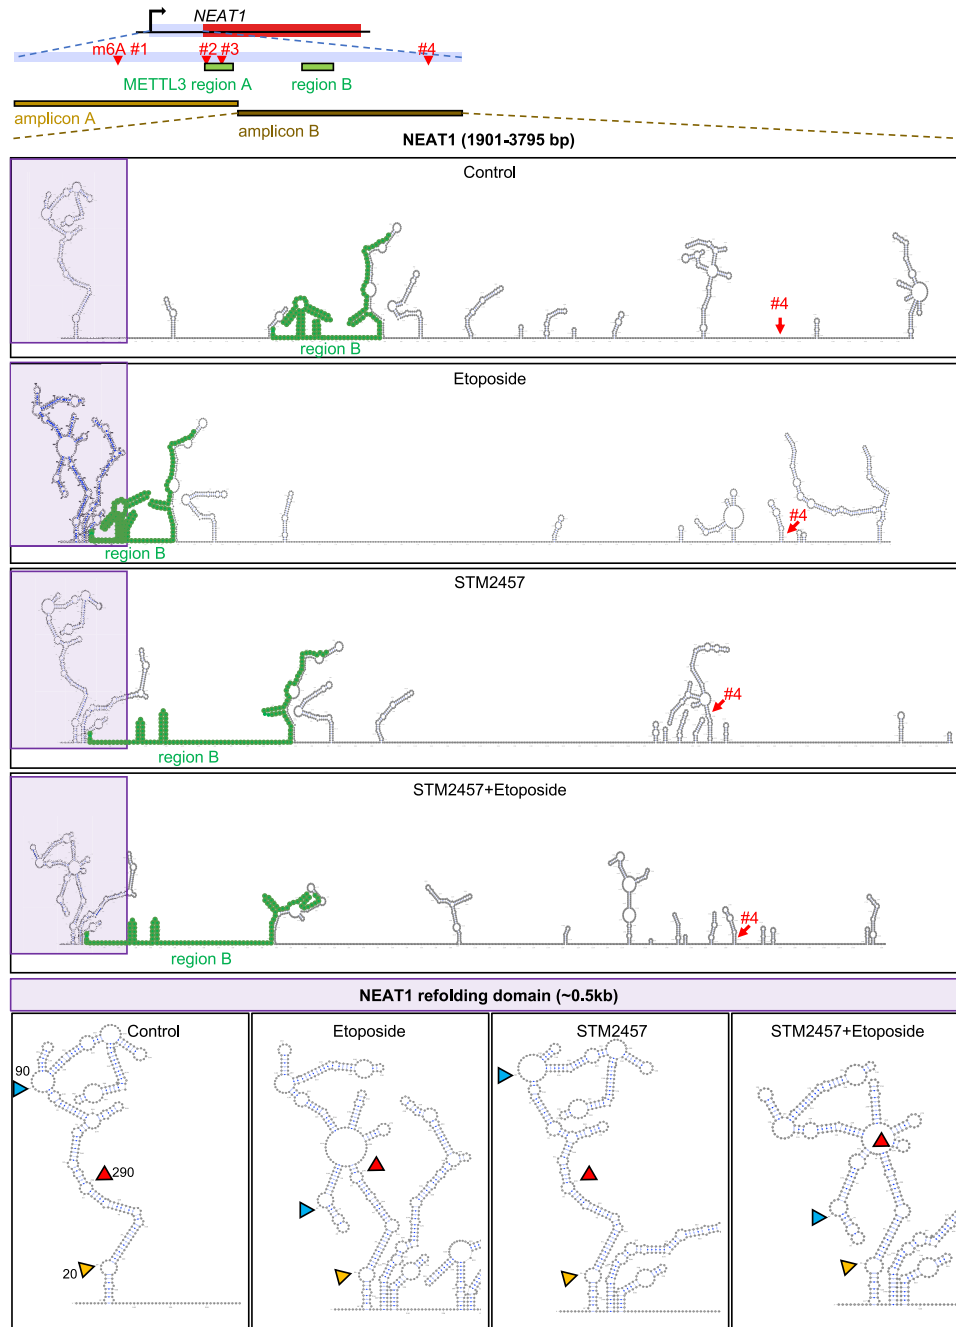 NEAT1
m6A #1
#2 #3
#4
METTL3 region A
region B
amplicon A
amplicon B
NEAT1 (1901-3795 bp)
Control
#4
region B
Etoposide
#4
region B
STM2457
#4
region B
STM2457+Etoposide
#4
region B
NEAT1 refolding domain (~0.5kb)
Control
Etoposide
STM2457
STM2457+Etoposide
90
290
20